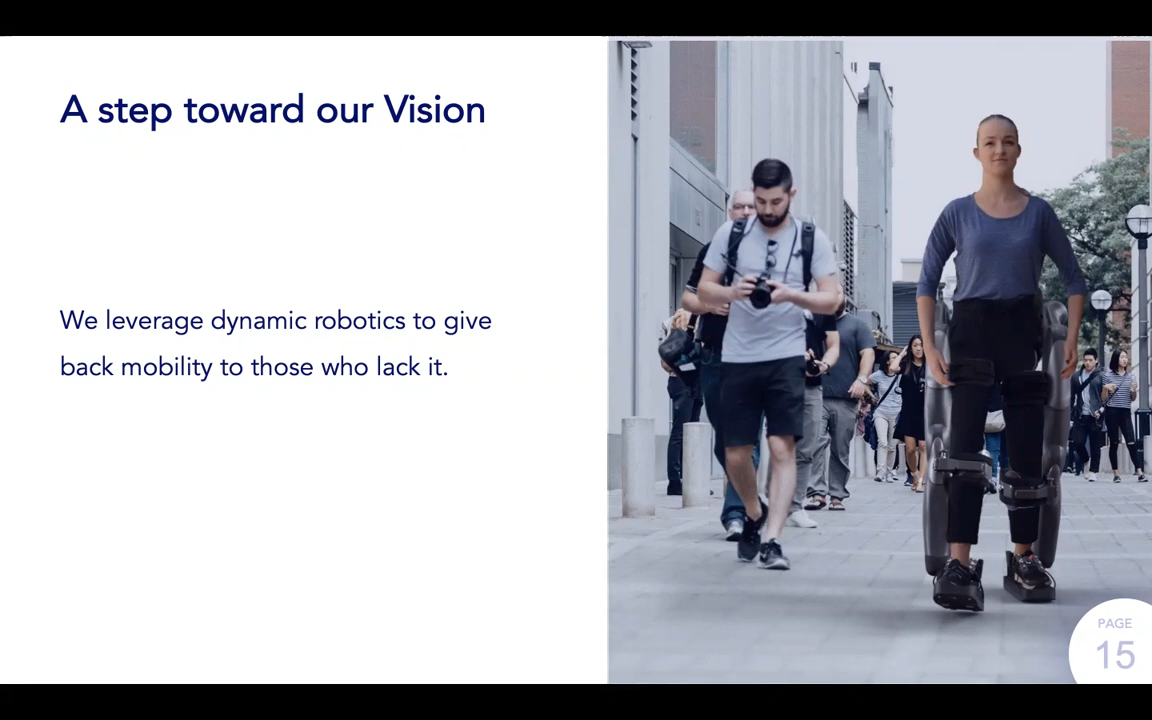 A step toward our Vision
We leverage dynamic robotics to give
back mobility to those who lack it.
PAGE
15